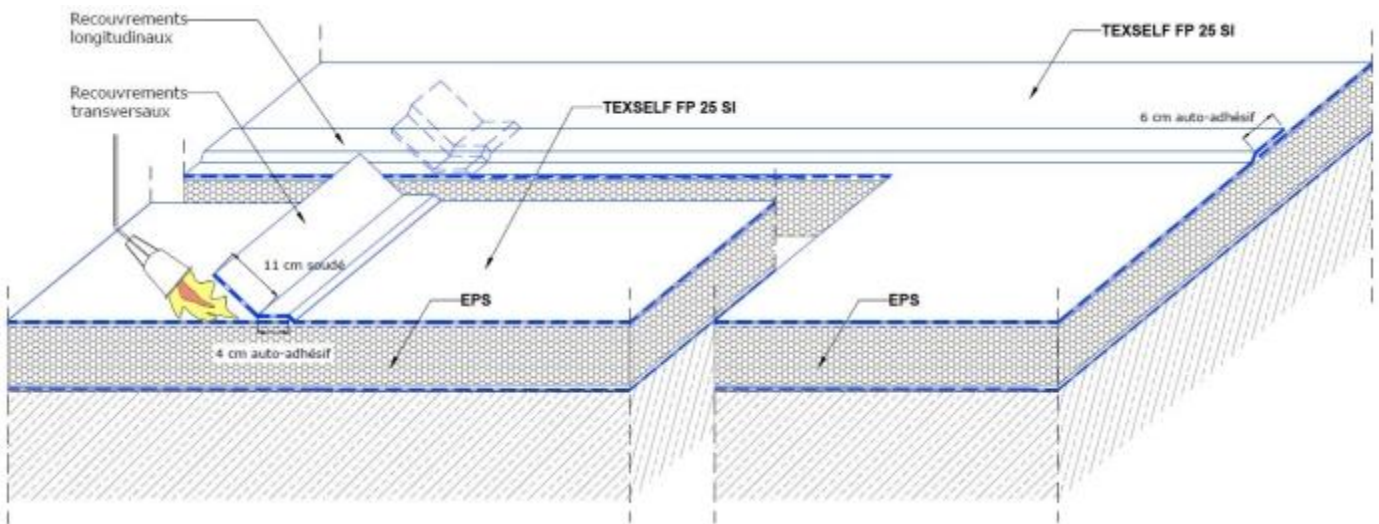 Recouvrements
longitudinaux
TEXSELF FP 25 SI
Recouvrements
transversaux
TEXSELF FP 25 SI
6 cm auto-adhésif
11 cm soudé
EPS
EPS
4 cm auto-adhésif